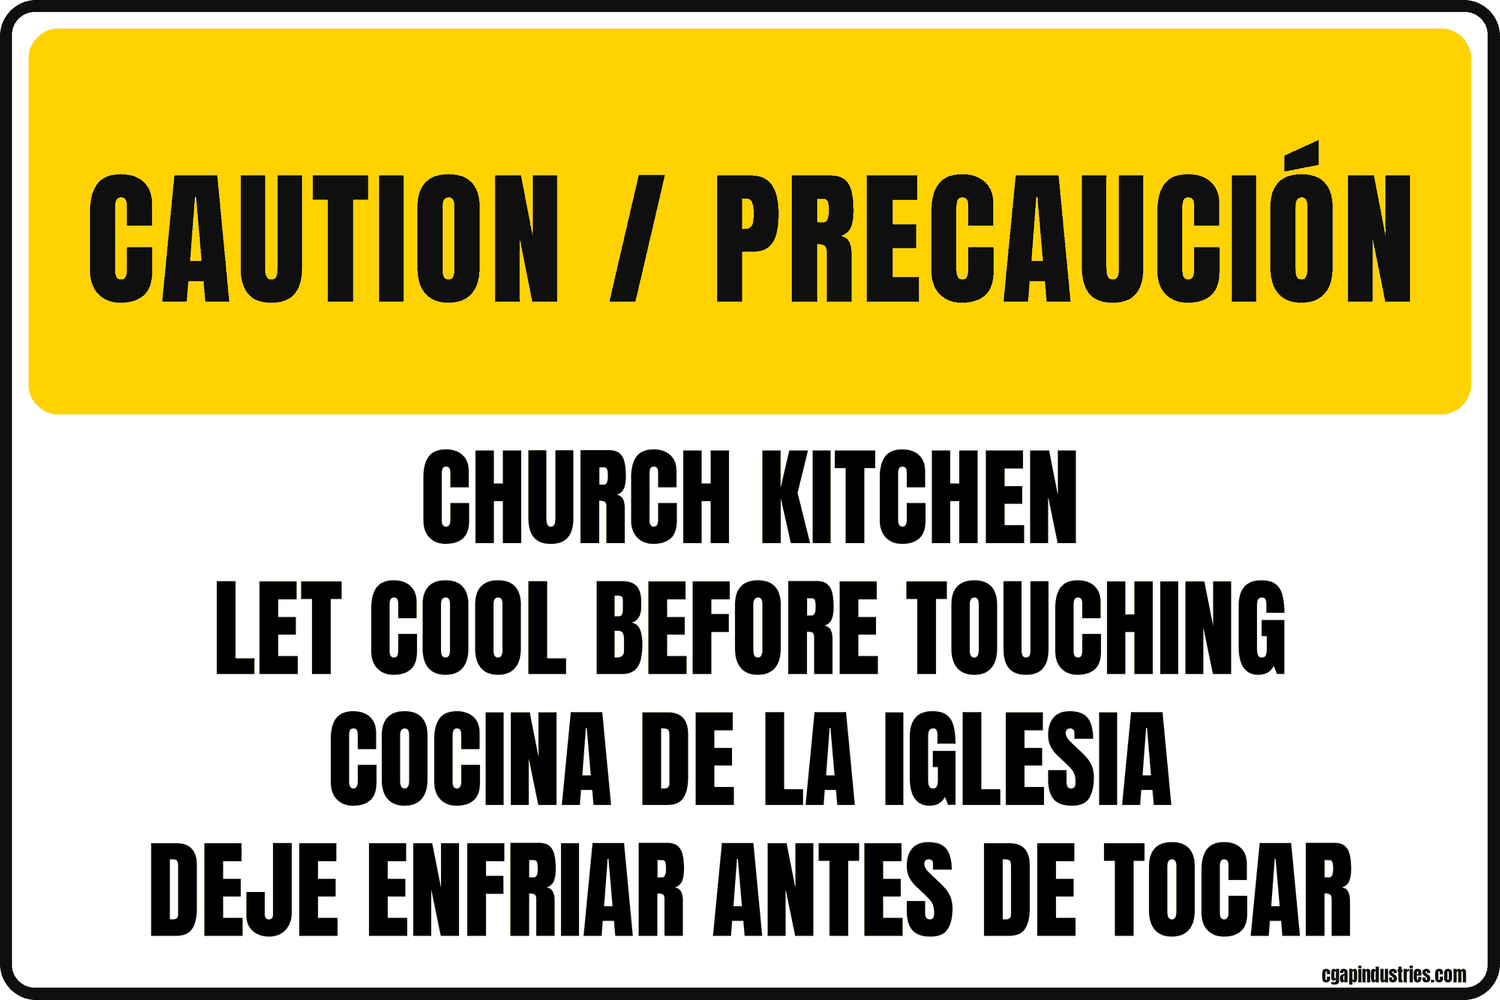 CAUTION / PRECAUCIÓN
CHURCH KITCHEN
LET COOL BEFORE TOUCHING
COCINA DE LA IGLESIA
DEJE ENFRIAR ANTES DE TOCAR
cgapindustries.com